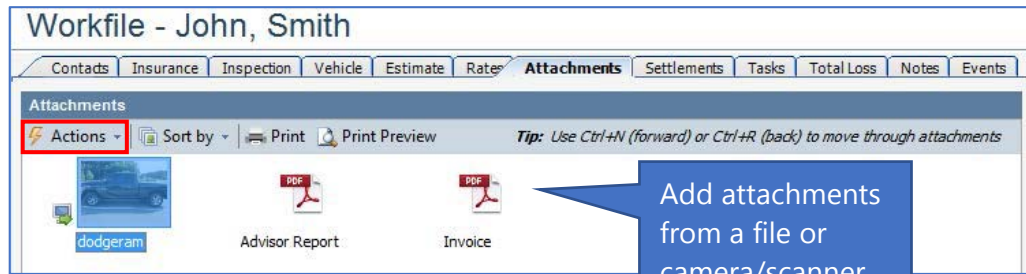 Workfile - John, Smith
Contacts Insurance Inspection Vehicle Estimate Rates Attachments Settlements Tasks Total Loss Notes Events
Attachments
Actions Sort by Print Print Preview Tip: Use Ctrl+N (forward) or Ctrl+R (back) to move through attachments
PDF PDF
dodgeram Advisor Report Invoice
Add attachments
from a file or
camera/scanner